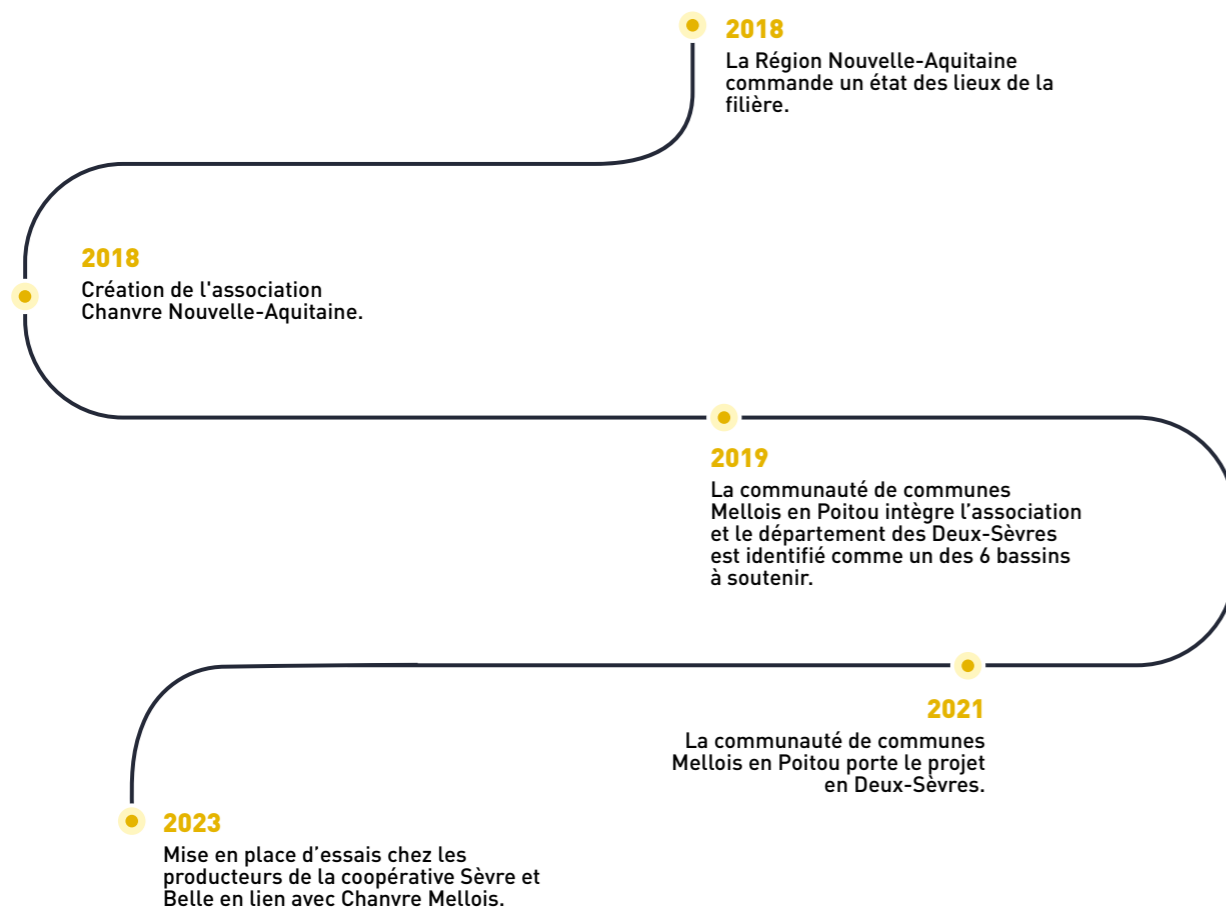 2018
La Région Nouvelle-Aquitaine
commande un état des lieux de la
filière.
2018
Création de l'association
Chanvre Nouvelle-Aquitaine.
2019
La communauté de communes
Mellois en Poitou intègre l’association
et le département des Deux-Sèvres
est identifié comme un des 6 bassins
à soutenir.
2021
La communauté de communes
Mellois en Poitou porte le projet
en Deux-Sèvres.
2023
Mise en place d’essais chez les
producteurs de la coopérative Sèvre et
Belle en lien avec Chanvre Mellois.